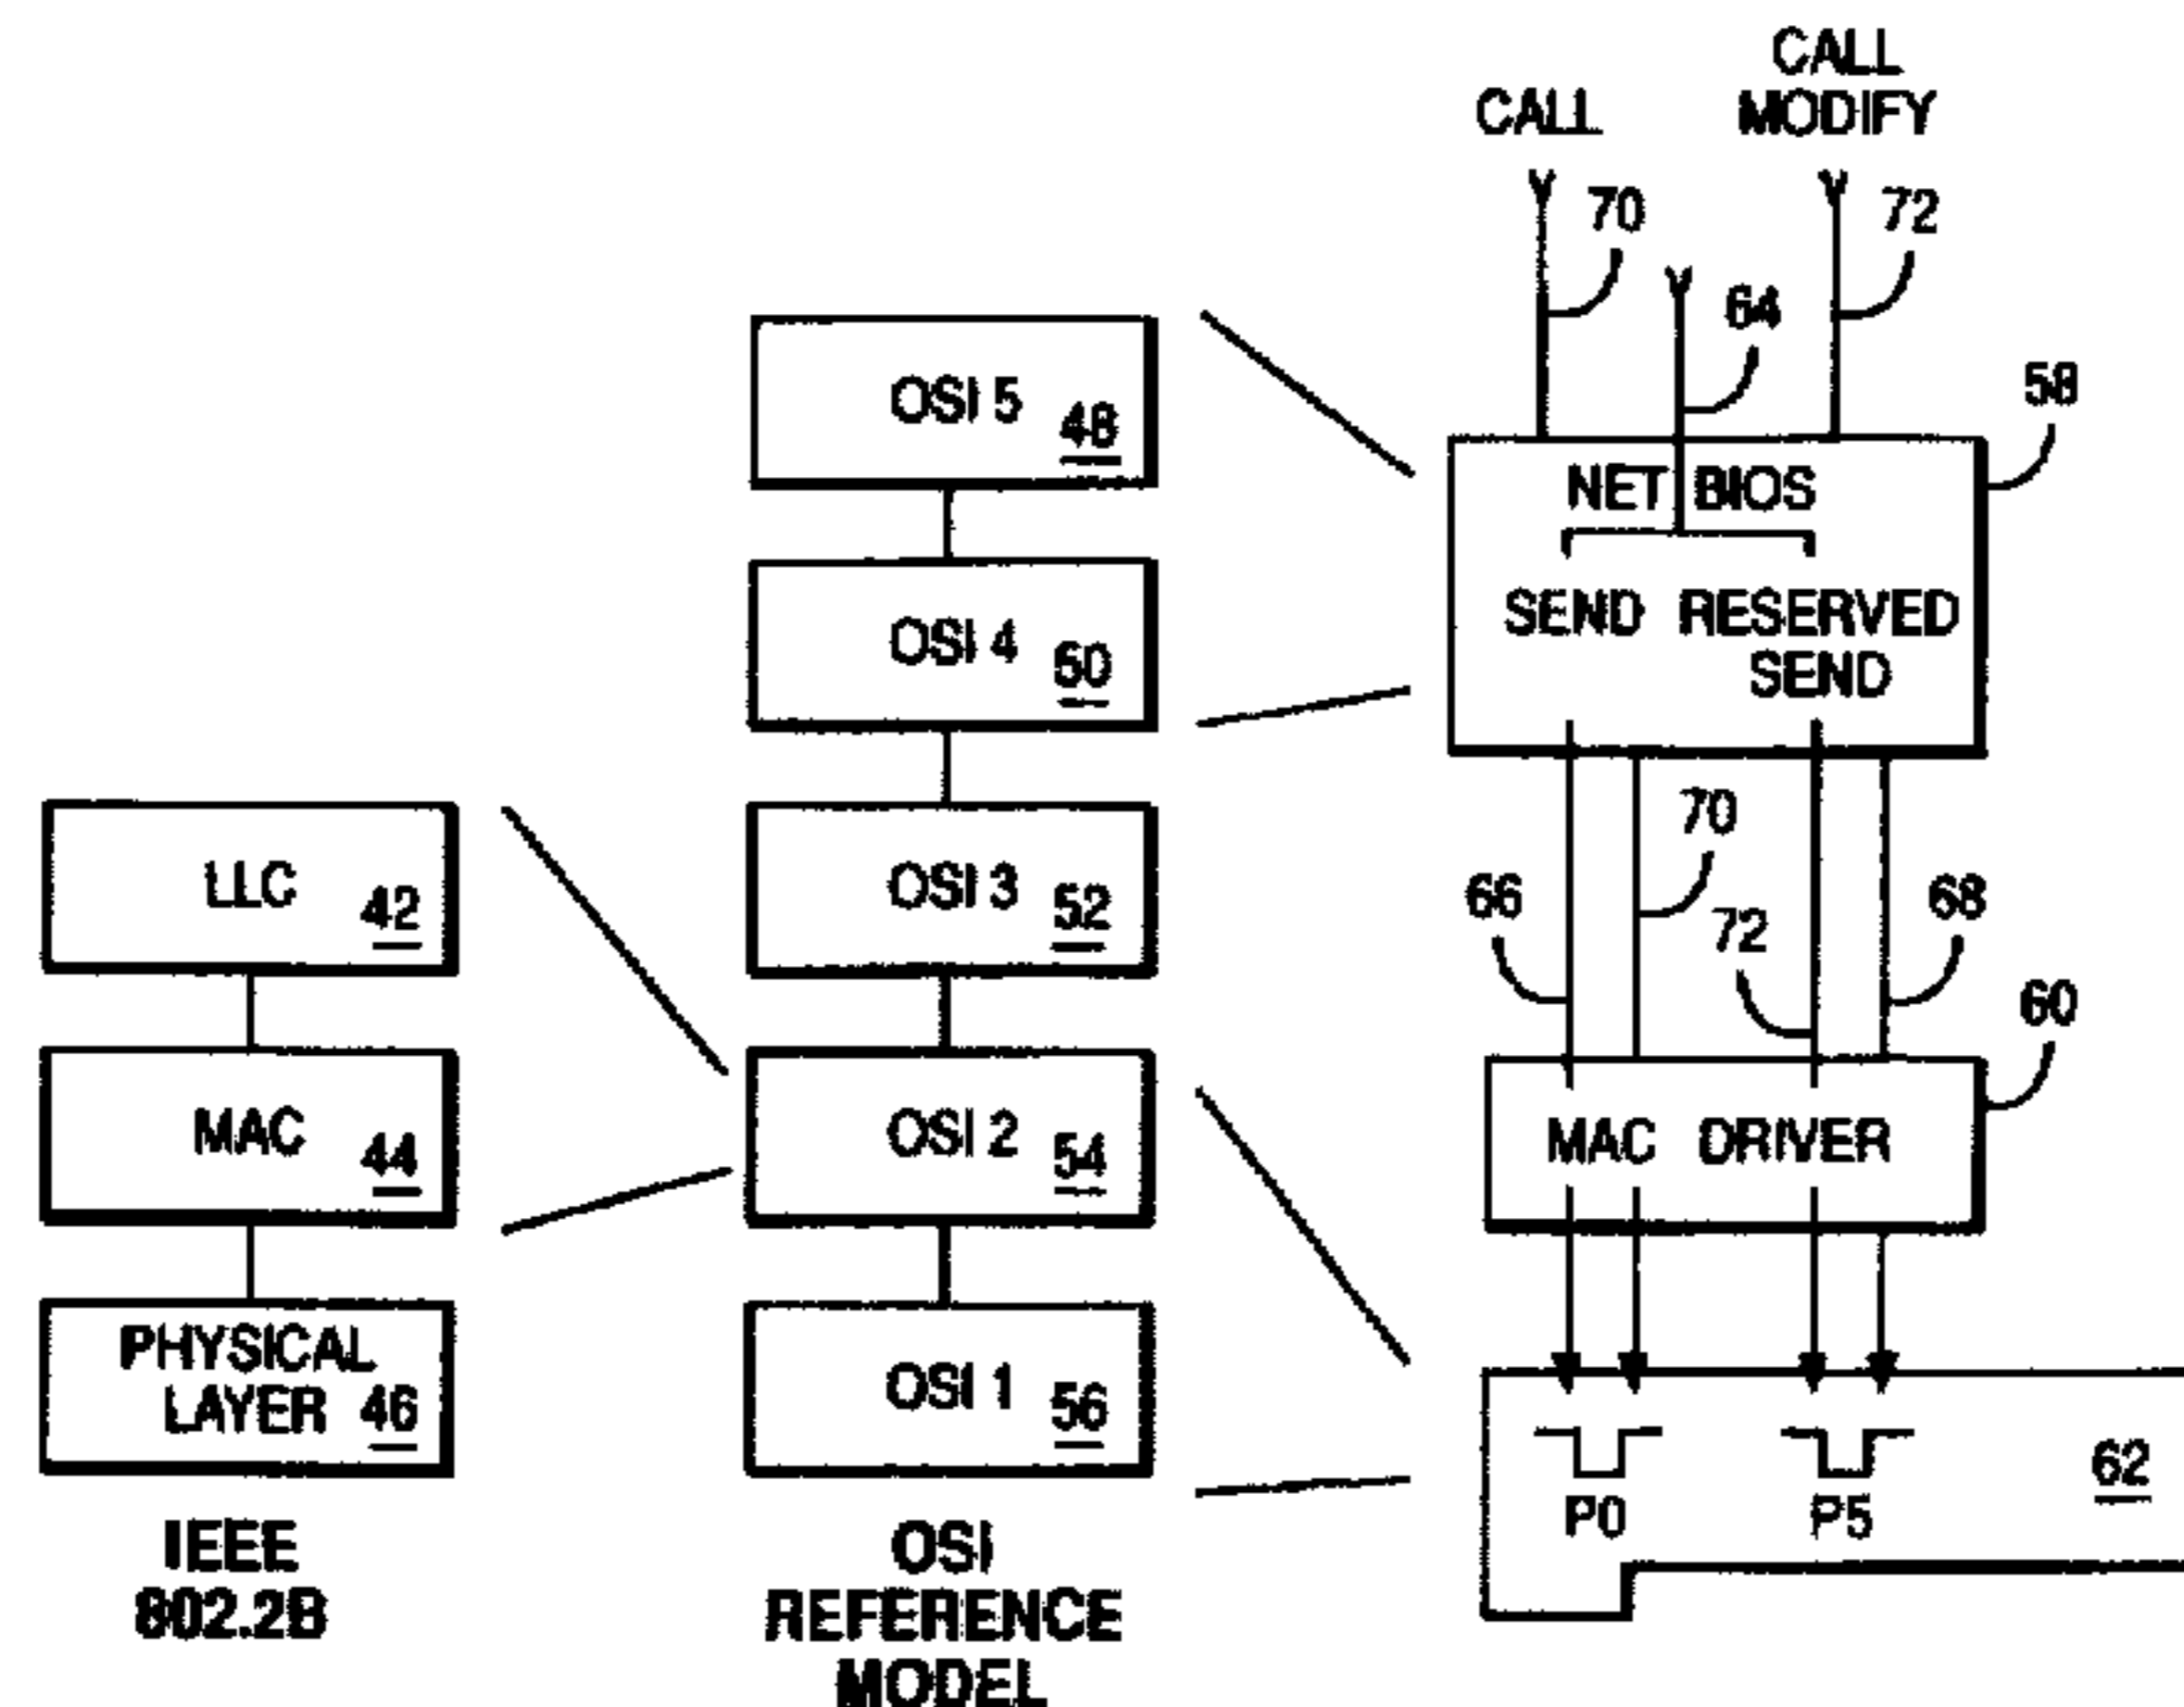 CALL
CALL
MODIFY
70
72
64
58
NET BIOS
SEND RESERVED
SEND
OSI 5
48
OSI 4
50
OSI 3
52
OSI 2
54
OSI 1
56
OSI
REFERENCE
MODEL
LLC
42
MAC
44
PHYSICAL
LAYER 46
IEEE
802.2B
66
70
72
68
60
MAC DRIVER
P0
P5
62